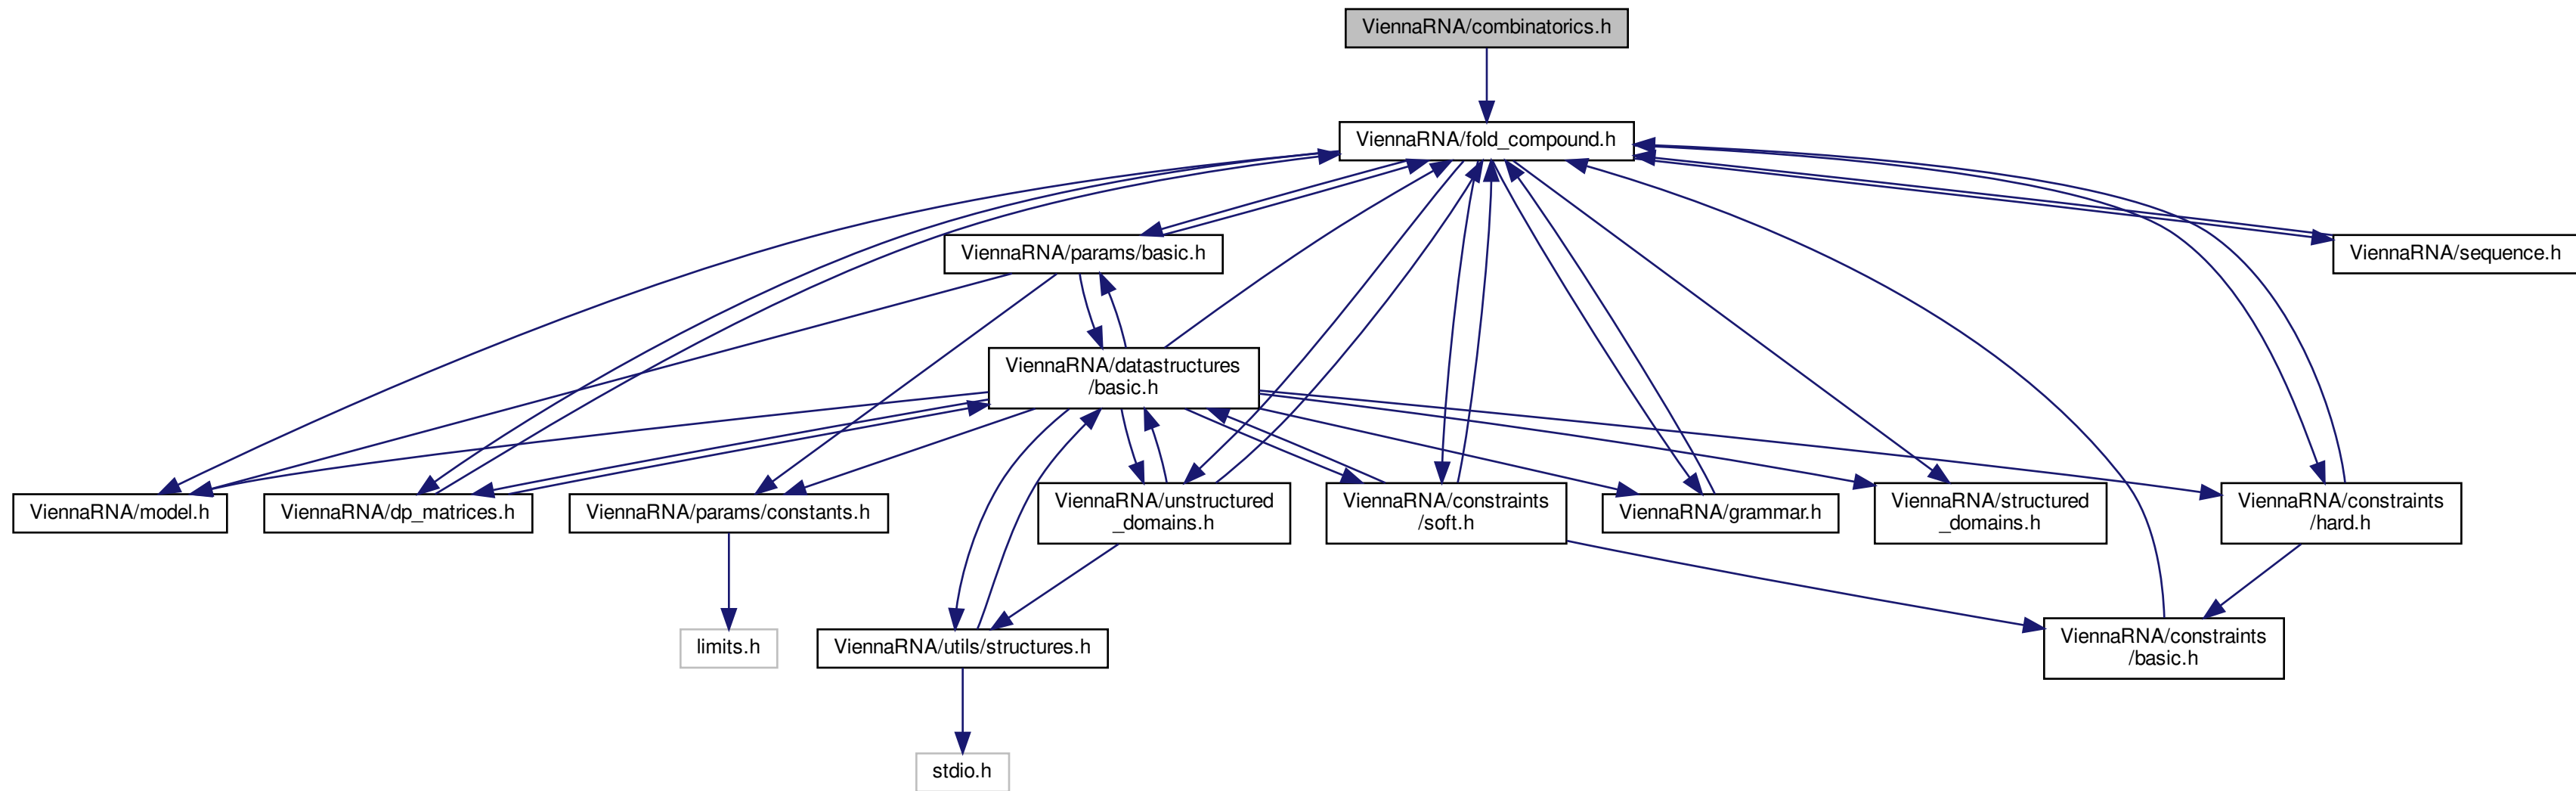 ViennaRNA/combinatorics.h
ViennaRNA/fold_compound.h
ViennaRNA/params/basic.h
ViennaRNA/sequence.h
ViennaRNA/datastructures
/basic.h
ViennaRNA/model.h
ViennaRNA/dp_matrices.h
ViennaRNA/params/constants.h
ViennaRNA/unstructured
_domains.h
ViennaRNA/constraints
/soft.h
ViennaRNA/grammar.h
ViennaRNA/structured
_domains.h
ViennaRNA/constraints
/hard.h
limits.h
ViennaRNA/utils/structures.h
ViennaRNA/constraints
/basic.h
stdio.h